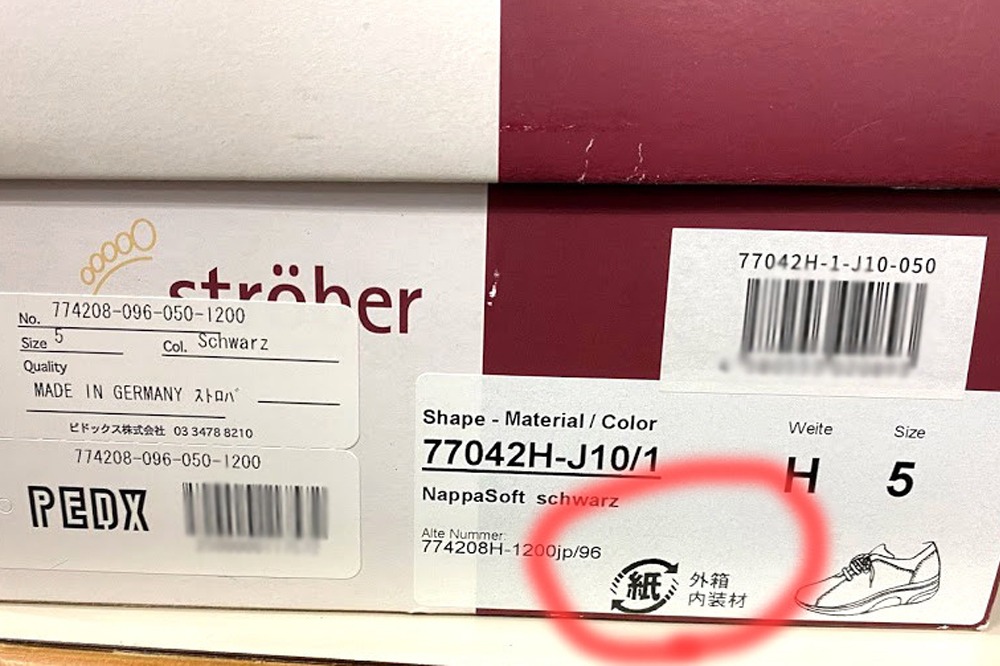 ströber
No. 774208-096-050-1200
Size 5 Col. Schwarz
Quality
MADE IN GERMANY ストロバ
ピドックス株式会社 03 3478 8210
774208-096-050-1200
PEDX
77042H-1-J10-050
Shape - Material / Color
77042H-J10/1
NappaSoft schwarz
Alte Nummer:
774208H-1200jp/96
Weite
H
Size
5
紙
外箱
内装材